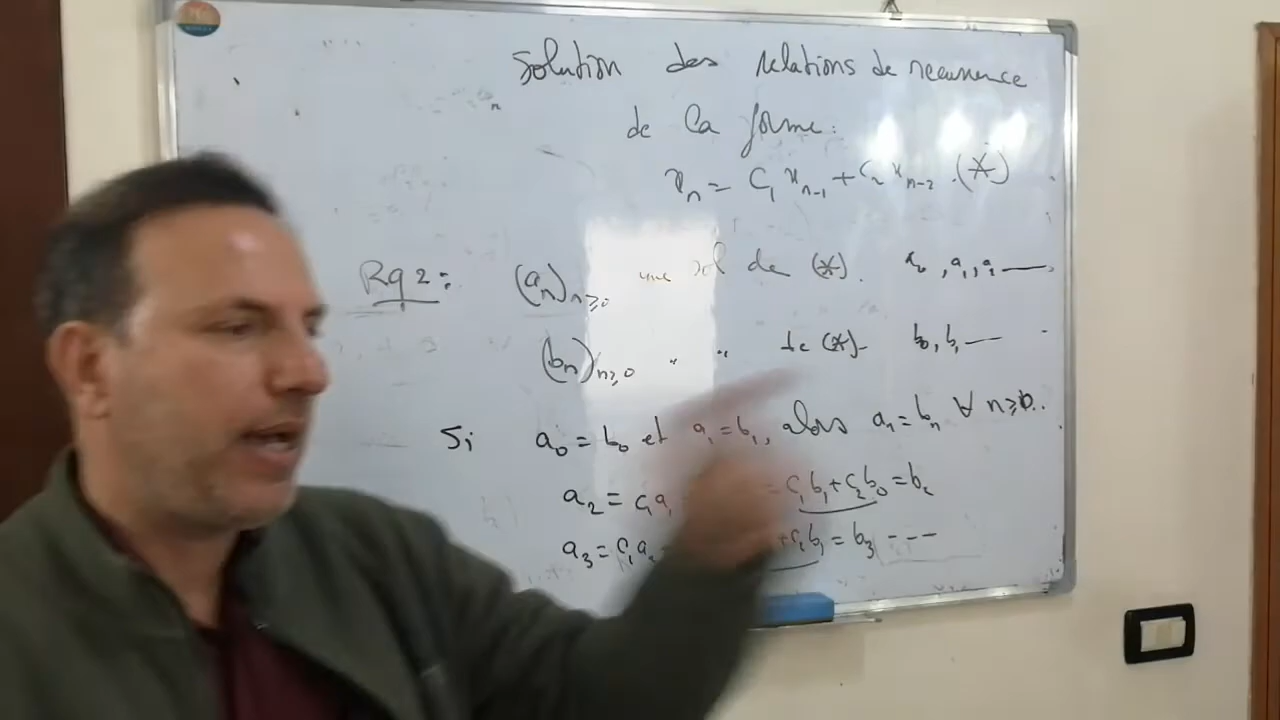 Solution des relations de recurrence
de la forme:
xₙ = C₁ xₙ₋₁ + C₂ xₙ₋₂ . (*)
Rq 2: (aₙ)ₙ≥₀ une sol de (*). a₀, a₁, a₂ —
(bₙ)ₙ≥₀ " " de (*) b₀, b₁ —
Si a₀ = b₀ et a₁ = b₁, alors aₙ = bₙ ∀ n ≥ 0.
a₂ = C₁a₁ = C₁b₁ + C₂b₀ = b₂
a₃ = C₁a₂ + C₂b₁ = b₃ ---